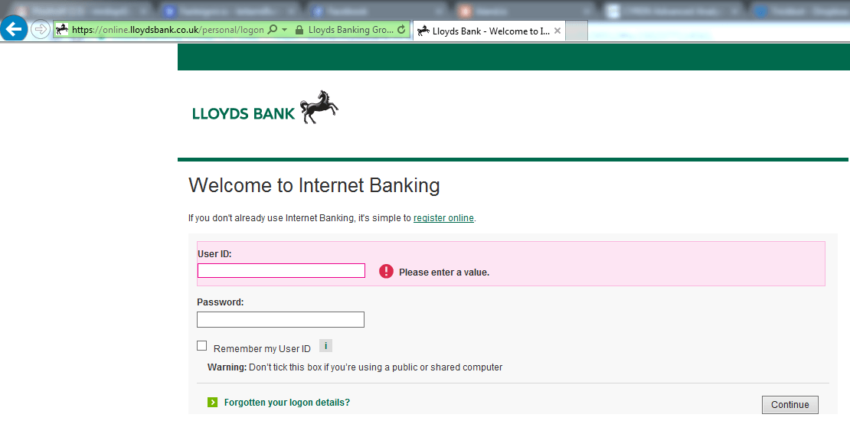 https://online.lloydsbank.co.uk/personal/logon
Lloyds Banking Gro...
Lloyds Bank - Welcome to I...
LLOYDS BANK
Welcome to Internet Banking
If you don't already use Internet Banking, it's simple to register online.
User ID:
Please enter a value.
Password:
Remember my User ID i
Warning: Don't tick this box if you're using a public or shared computer
Forgotten your logon details?
Continue